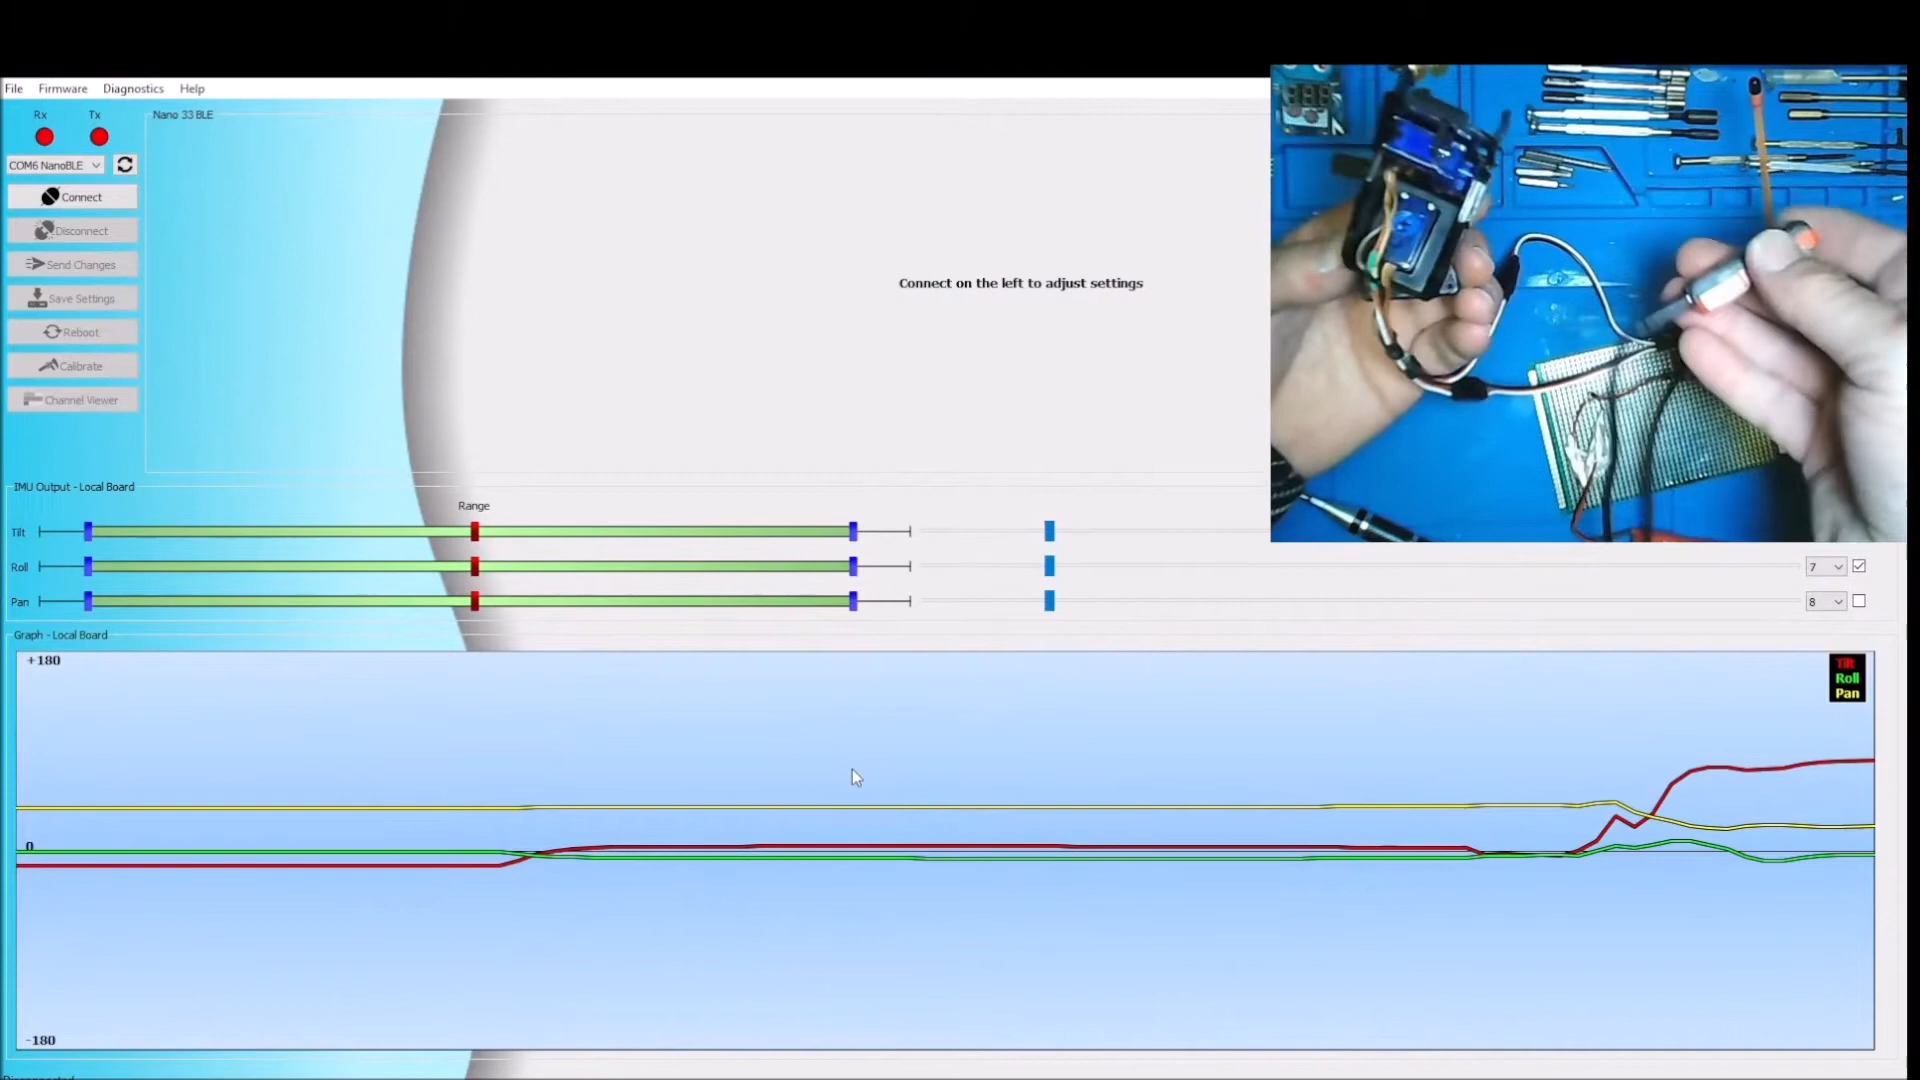 File Firmware Diagnostics Help
Rx Tx
Nano 33 BLE
COM6 NanoBLE
Connect
Disconnect
Send Changes
Save Settings
Reboot
Calibrate
Channel Viewer
Connect on the left to adjust settings
IMU Output - Local Board
Range
Tilt
Roll
7
Pan
8
Graph - Local Board
+180
Tilt
Roll
Pan
0
-180